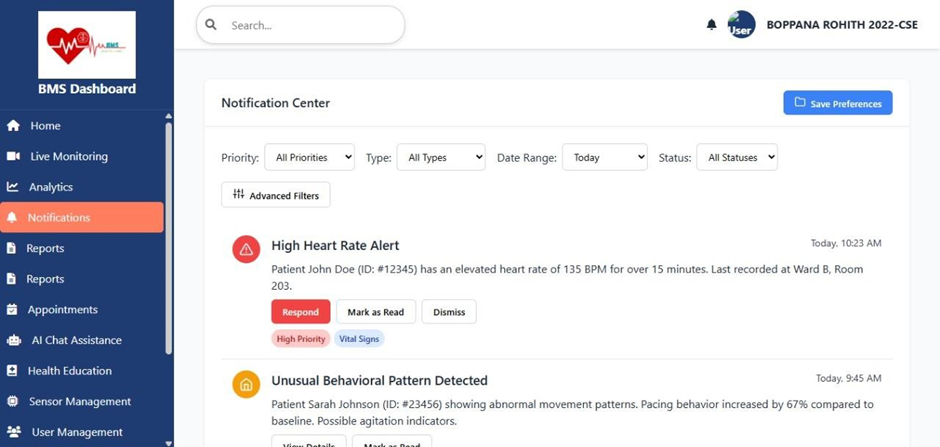 BMS
BMS Dashboard
Search...
User
BOPPANA ROHITH 2022-CSE
Home
Live Monitoring
Analytics
Notifications
Reports
Reports
Appointments
AI Chat Assistance
Health Education
Sensor Management
User Management
Notification Center
Save Preferences
Priority: All Priorities Type: All Types Date Range: Today Status: All Statuses
Advanced Filters
High Heart Rate Alert Today, 10:23 AM
Patient John Doe (ID: #12345) has an elevated heart rate of 135 BPM for over 15 minutes. Last recorded at Ward B, Room
203.
Respond Mark as Read Dismiss
High Priority Vital Signs
Unusual Behavioral Pattern Detected Today, 9:45 AM
Patient Sarah Johnson (ID: #23456) showing abnormal movement patterns. Pacing behavior increased by 67% compared to
baseline. Possible agitation indicators.
View Details Mark as Read